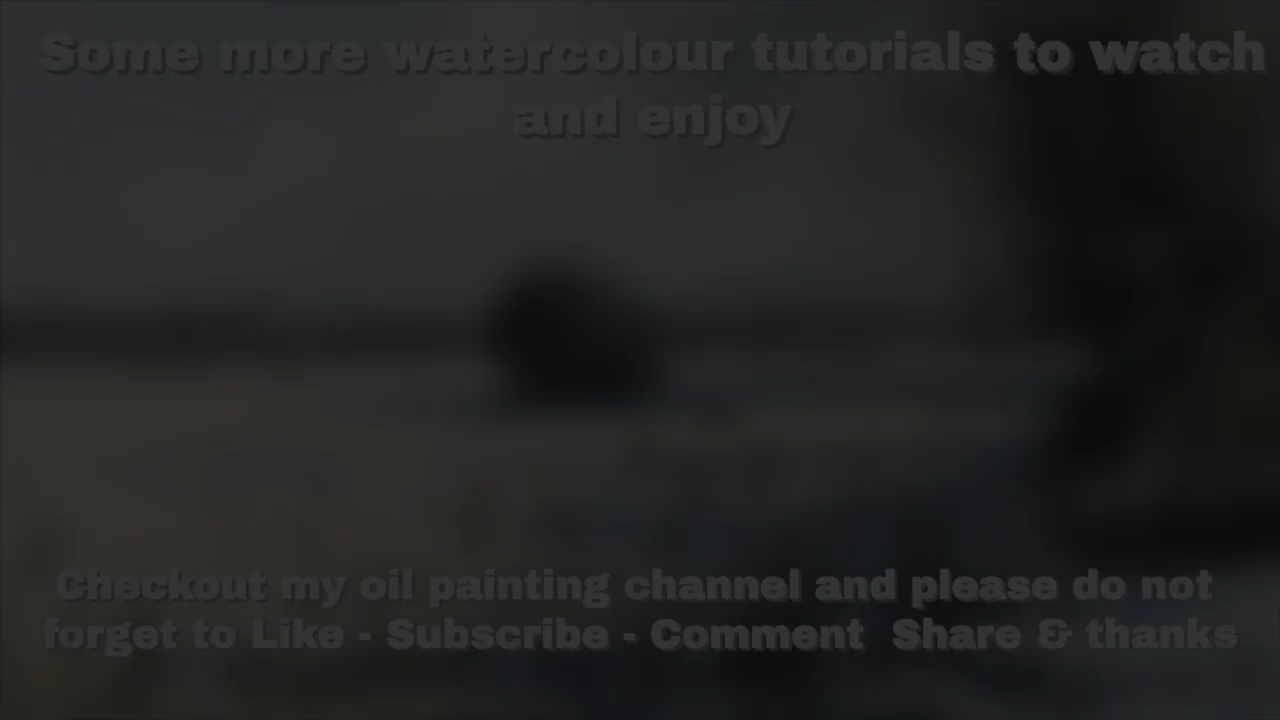 Some more watercolour tutorials to watch
and enjoy
Checkout my oil painting channel and please do not
forget to Like - Subscribe - Comment  Share & thanks